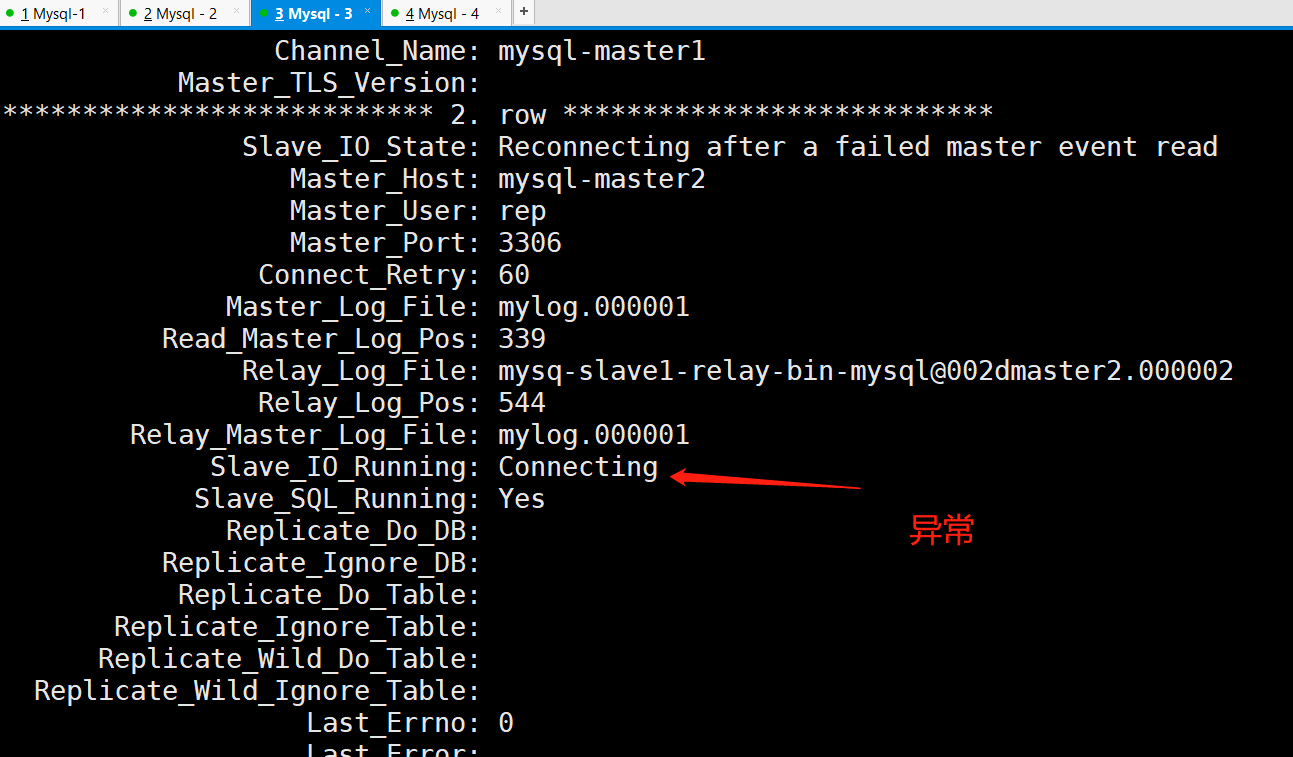 1 Mysql-1 × 2 Mysql - 2 × 3 Mysql - 3 × 4 Mysql - 4 × +
Channel_Name: mysql-master1
Master_TLS_Version:
*************************** 2. row ***************************
Slave_IO_State: Reconnecting after a failed master event read
Master_Host: mysql-master2
Master_User: rep
Master_Port: 3306
Connect_Retry: 60
Master_Log_File: mylog.000001
Read_Master_Log_Pos: 339
Relay_Log_File: mysq-slave1-relay-bin-mysql@002dmaster2.000002
Relay_Log_Pos: 544
Relay_Master_Log_File: mylog.000001
Slave_IO_Running: Connecting
Slave_SQL_Running: Yes
异常
Replicate_Do_DB:
Replicate_Ignore_DB:
Replicate_Do_Table:
Replicate_Ignore_Table:
Replicate_Wild_Do_Table:
Replicate_Wild_Ignore_Table:
Last_Errno: 0
Last_Error: